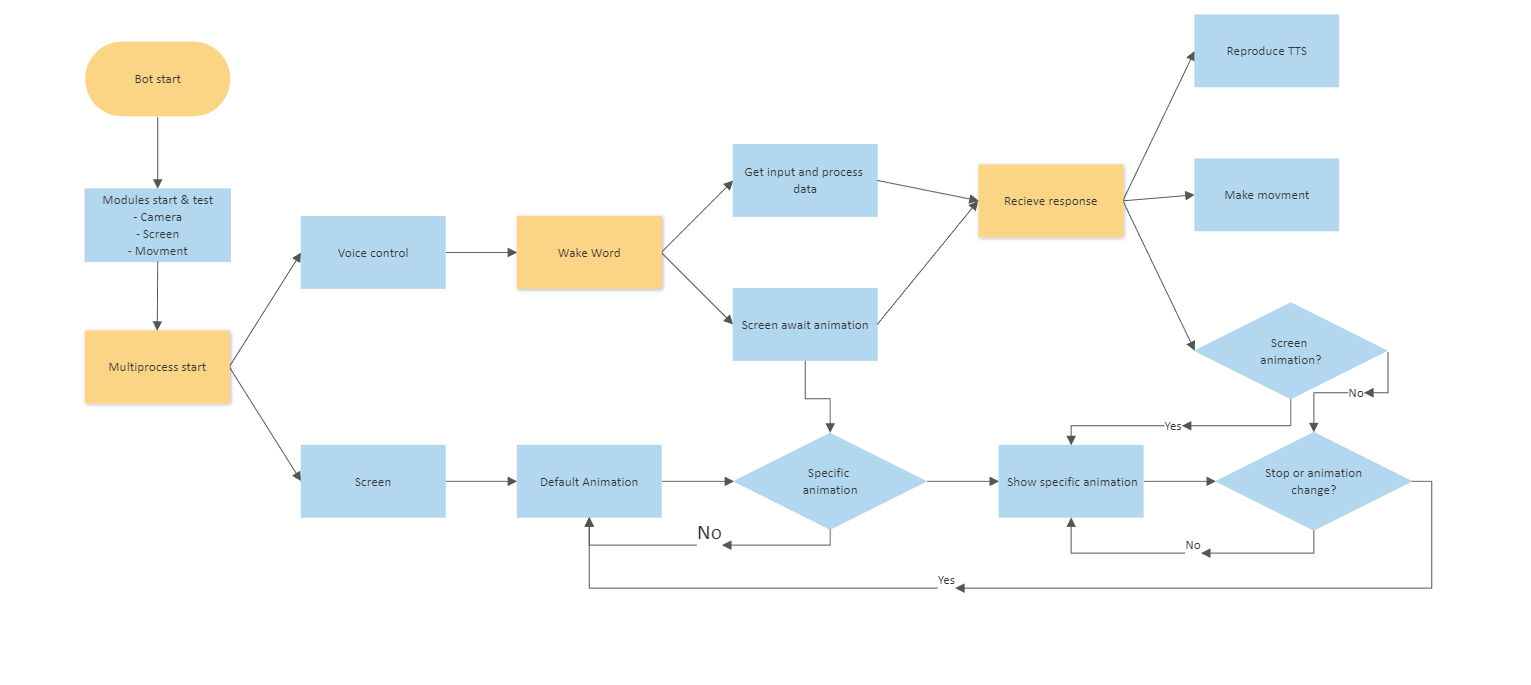 Bot start
Modules start & test
- Camera
- Screen
- Movment
Multiprocess start
Voice control
Screen
Wake Word
Default Animation
Get input and process
data
Screen await animation
Specific
animation
No
Recieve response
Show specific animation
Reproduce TTS
Make movment
Screen
animation?
No
Yes
Stop or animation
change?
No
Yes